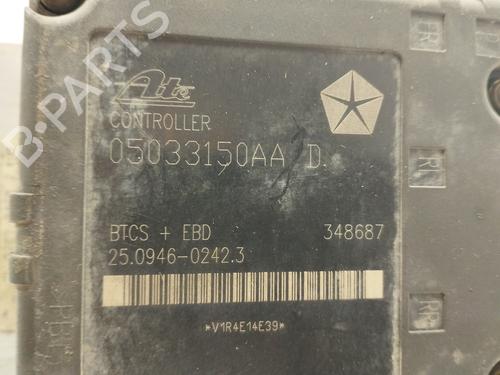 Ate
CONTROLLER
05033150AA D
BTCS + EBD 348687
25.0946-0242.3
*V1R4E14E39*
B-PARTS